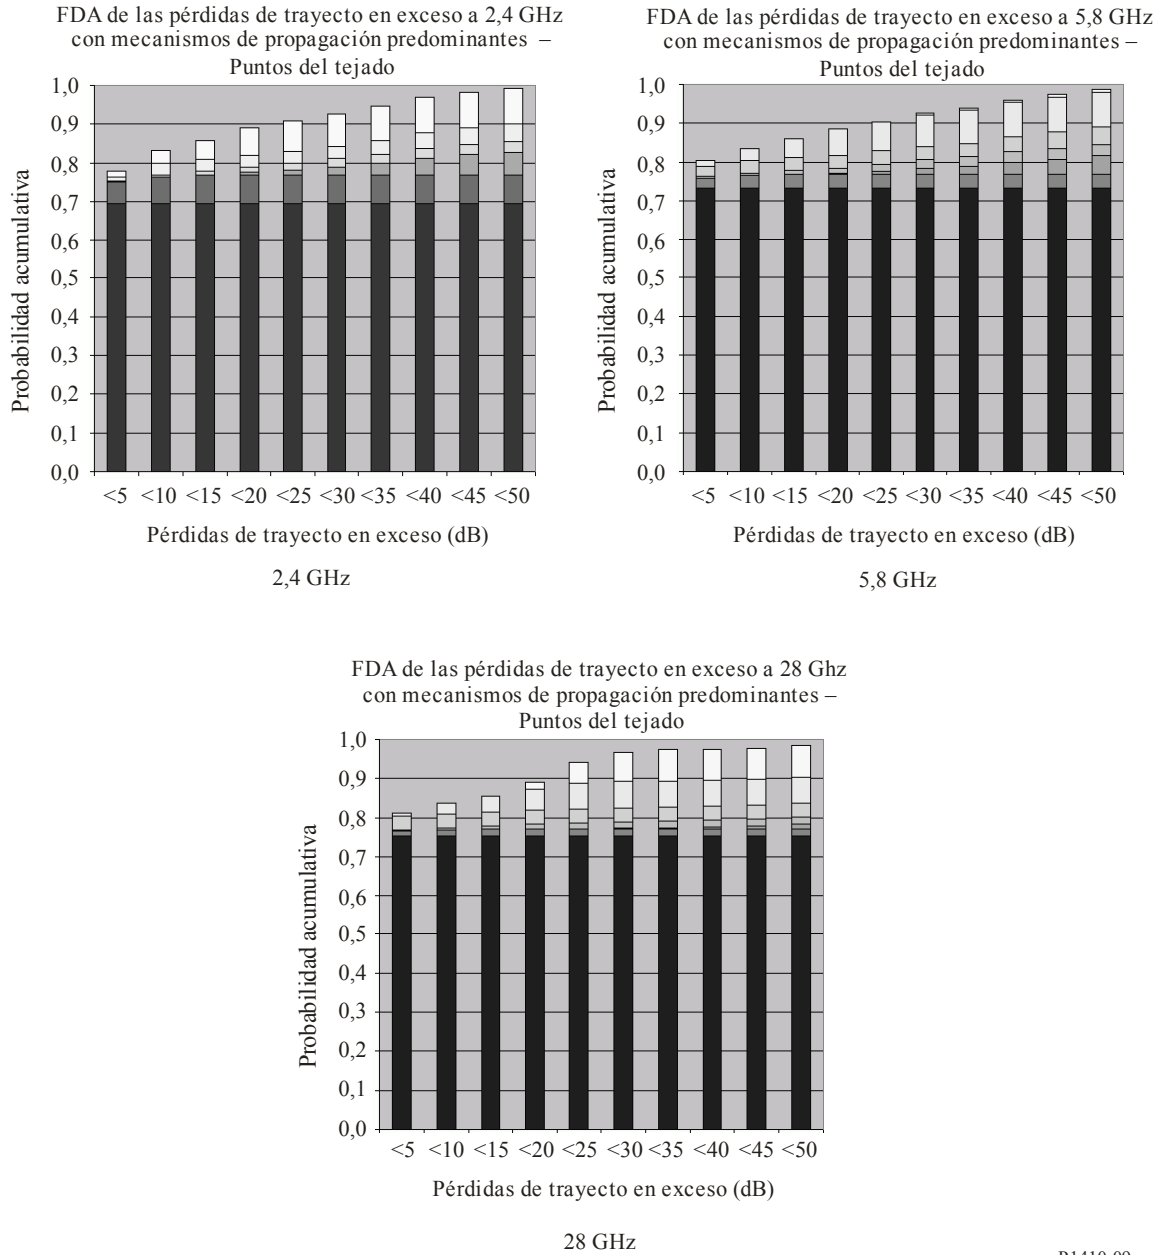 FDA de las pérdidas de trayecto en exceso a 2,4 GHz
con mecanismos de propagación predominantes –
Puntos del tejado
1,0
0,9
0,8
0,7
0,6
0,5
0,4
0,3
0,2
0,1
0,0
Probabilidad acumulativa
<5 <10 <15 <20 <25 <30 <35 <40 <45 <50
Pérdidas de trayecto en exceso (dB)
2,4 GHz
FDA de las pérdidas de trayecto en exceso a 5,8 GHz
con mecanismos de propagación predominantes –
Puntos del tejado
1,0
0,9
0,8
0,7
0,6
0,5
0,4
0,3
0,2
0,1
0,0
Probabilidad acumulativa
<5 <10 <15 <20 <25 <30 <35 <40 <45 <50
Pérdidas de trayecto en exceso (dB)
5,8 GHz
FDA de las pérdidas de trayecto en exceso a 28 Ghz
con mecanismos de propagación predominantes –
Puntos del tejado
1,0
0,9
0,8
0,7
0,6
0,5
0,4
0,3
0,2
0,1
0,0
Probabilidad acumulativa
<5 <10 <15 <20 <25 <30 <35 <40 <45 <50
Pérdidas de trayecto en exceso (dB)
28 GHz